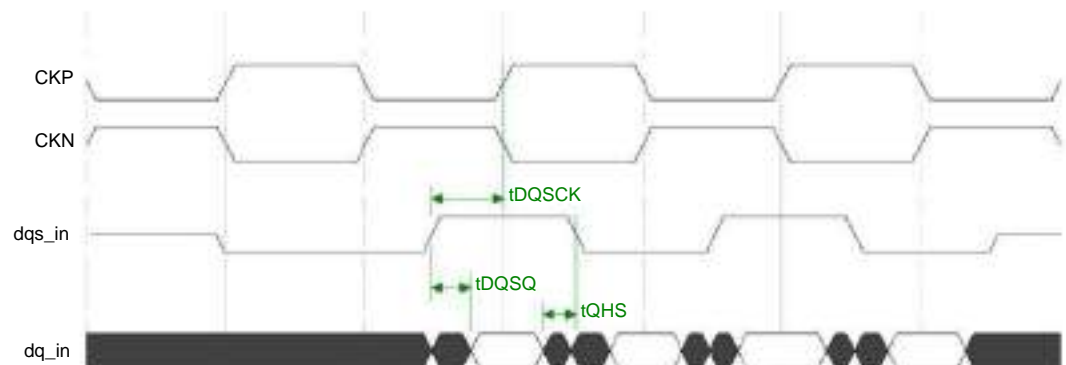 CKP
CKN
tDQSCK
dqs_in
tDQSQ
tQHS
dq_in